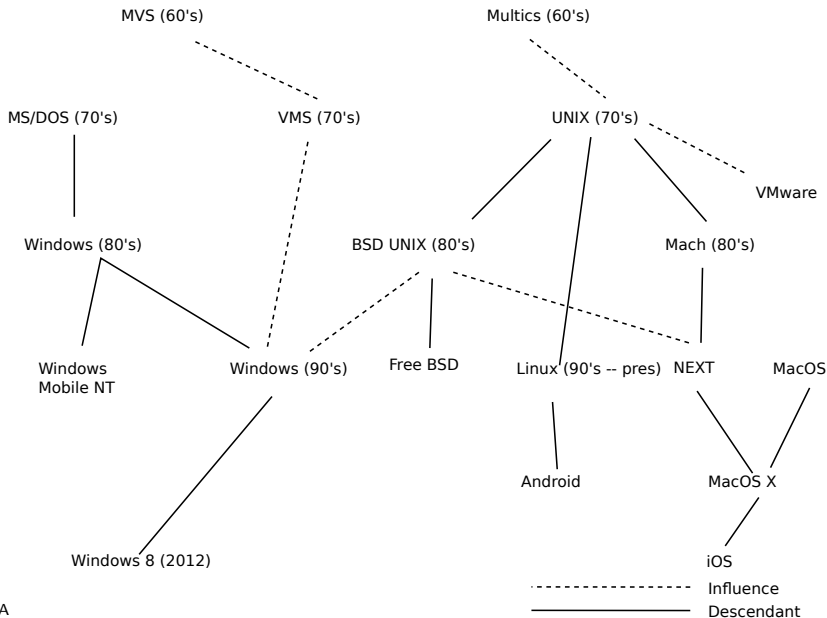 MVS (60's)
Multics (60's)
MS/DOS (70's)
VMS (70's)
UNIX (70's)
VMware
Windows (80's)
BSD UNIX (80's)
Mach (80's)
Windows
Mobile NT
Windows (90's)
Free BSD
Linux (90's -- pres)
NEXT
MacOS
Android
MacOS X
Windows 8 (2012)
iOS
Influence
Descendant
A